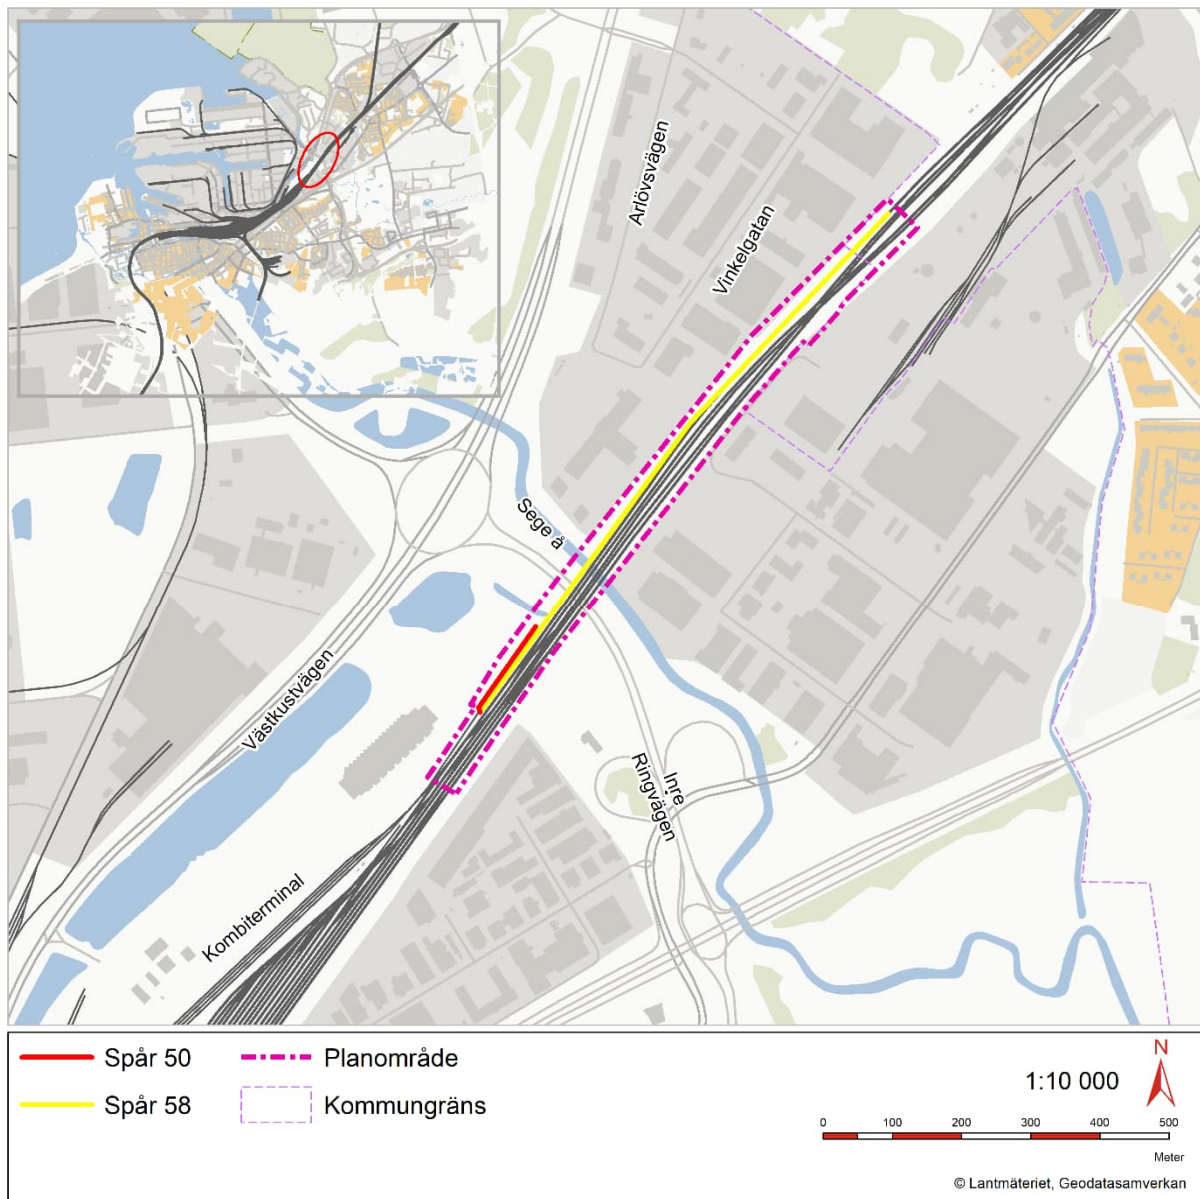 Arlövsvägen
Vinkelgatan
Sege å
Västkustvägen
Inre
Ringvägen
Kombiterminal
Spår 50
Spår 58
Planområde
Kommungräns
N
1:10 000
0 100 200 300 400 500
Meter
© Lantmäteriet, Geodatasamverkan